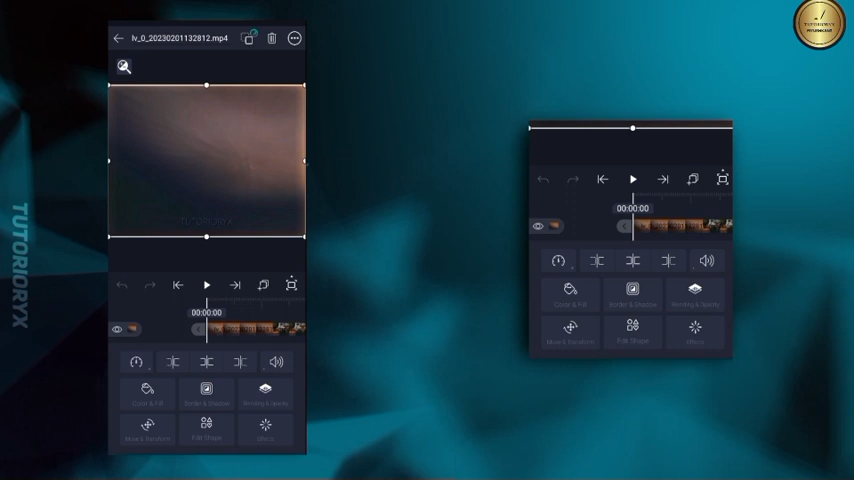 TUTORIORYX
lv_0_20230201132812.mp4
TUTORIORYX
00:00:00
Color & Fill
Border & Shadow
Blending & Opacity
Move & Transform
Edit Shape
Effects
TUTORIORYX
00:00:00
Color & Fill
Border & Shadow
Blending & Opacity
Move & Transform
Edit Shape
Effects